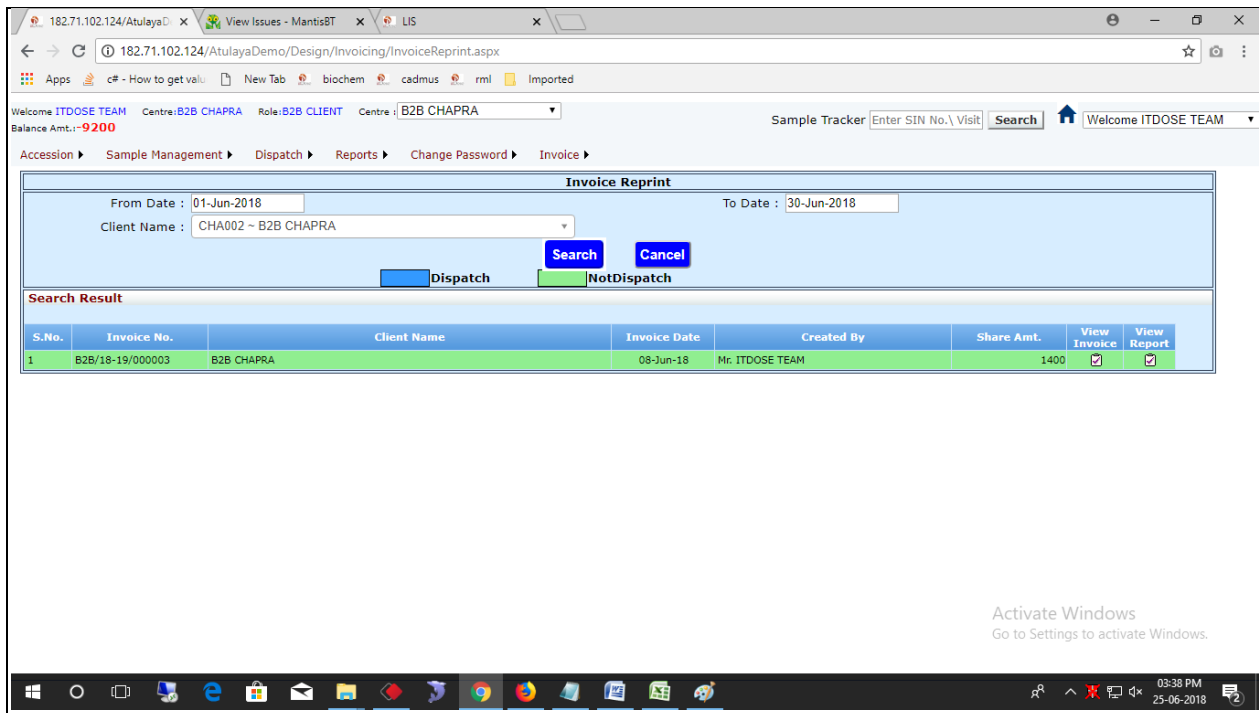 182.71.102.124/AtulayaD View Issues - MantisBT LIS
182.71.102.124/AtulayaDemo/Design/Invoicing/InvoiceReprint.aspx
Apps c# - How to get valu New Tab biochem cadmus rml Imported
Welcome ITDOSE TEAM Centre:B2B CHAPRA Role:B2B CLIENT Centre : B2B CHAPRA
Balance Amt.:-9200
Sample Tracker Enter SIN No.\ Visit Search Welcome ITDOSE TEAM
Accession Sample Management Dispatch Reports Change Password Invoice
Invoice Reprint
From Date : 01-Jun-2018 To Date : 30-Jun-2018
Client Name : CHA002 ~ B2B CHAPRA
Search Cancel
Dispatch NotDispatch
Search Result
S.No. Invoice No. Client Name Invoice Date Created By Share Amt. View Invoice View Report
1 B2B/18-19/000003 B2B CHAPRA 08-Jun-18 Mr. ITDOSE TEAM 1400
Activate Windows
Go to Settings to activate Windows.
03:38 PM
25-06-2018
2